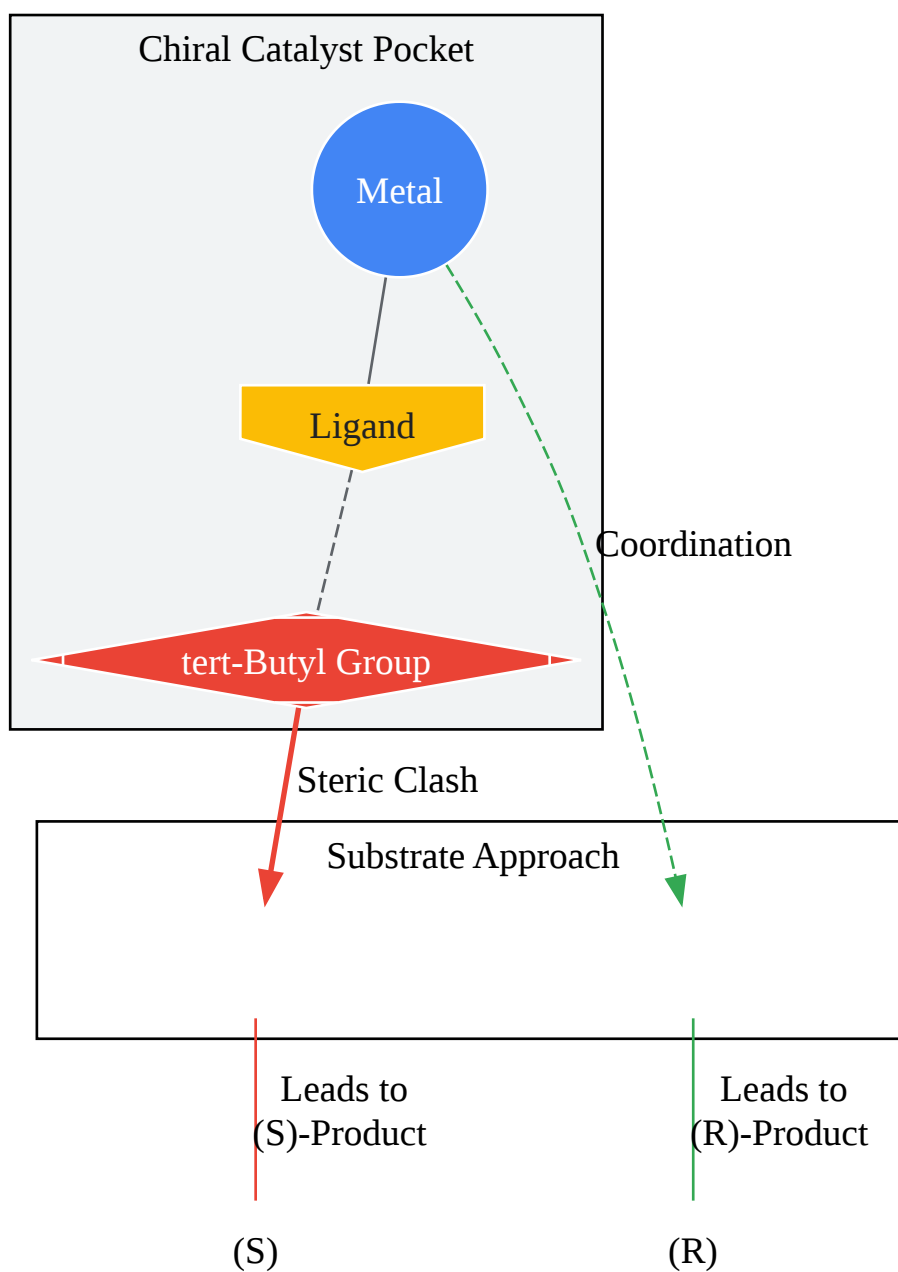 Chiral Catalyst Pocket
Metal
Ligand
Coordination
tert-Butyl Group
Steric Clash
Substrate Approach
Leads to
(S)-Product
Leads to
(R)-Product
(S)
(R)